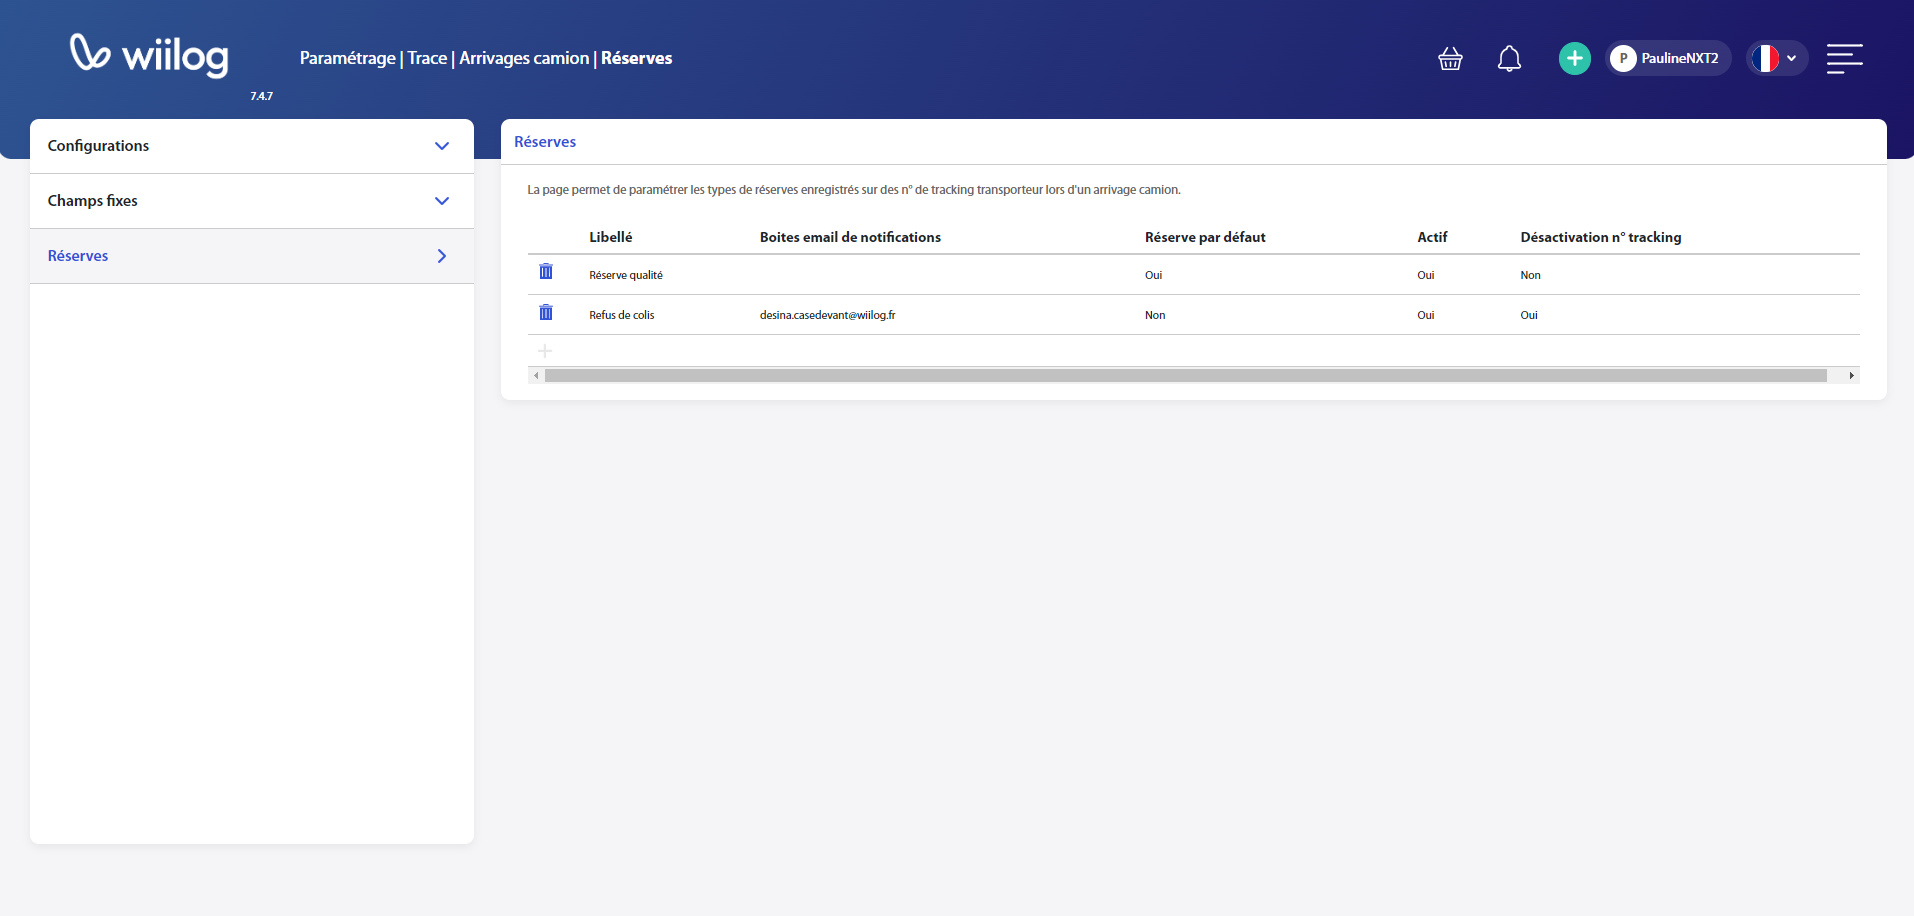 wiilog
7.4.7
Paramétrage | Trace | Arrivages camion | Réserves
P PaulineNXT2
Configurations
Champs fixes
Réserves
Réserves
La page permet de paramétrer les types de réserves enregistrés sur des n° de tracking transporteur lors d'un arrivage camion.
Libellé Boites email de notifications Réserve par défaut Actif Désactivation n° tracking
Réserve qualité Oui Oui Non
Refus de colis desina.casedevant@wiilog.fr Non Oui Oui